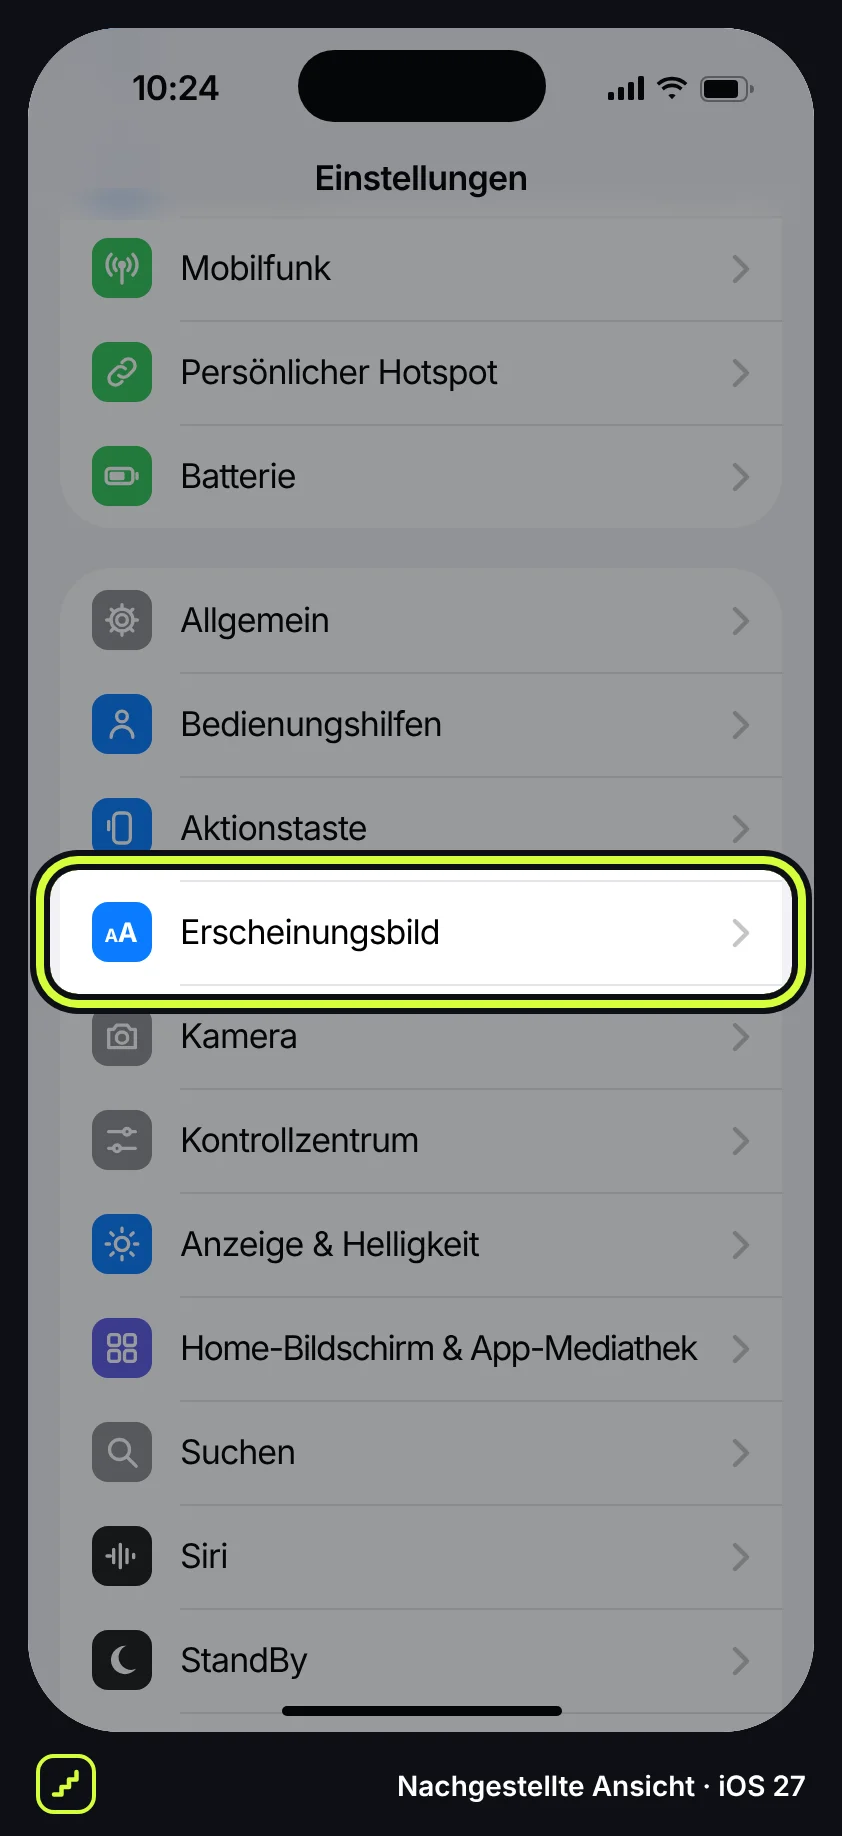 10:24
Einstellungen
Mobilfunk
Persönlicher Hotspot
Batterie
Allgemein
Bedienungshilfen
Aktionstaste
AA Erscheinungsbild
Kamera
Kontrollzentrum
Anzeige & Helligkeit
Home-Bildschirm & App-Mediathek
Suchen
Siri
StandBy
Nachgestellte Ansicht · iOS 27